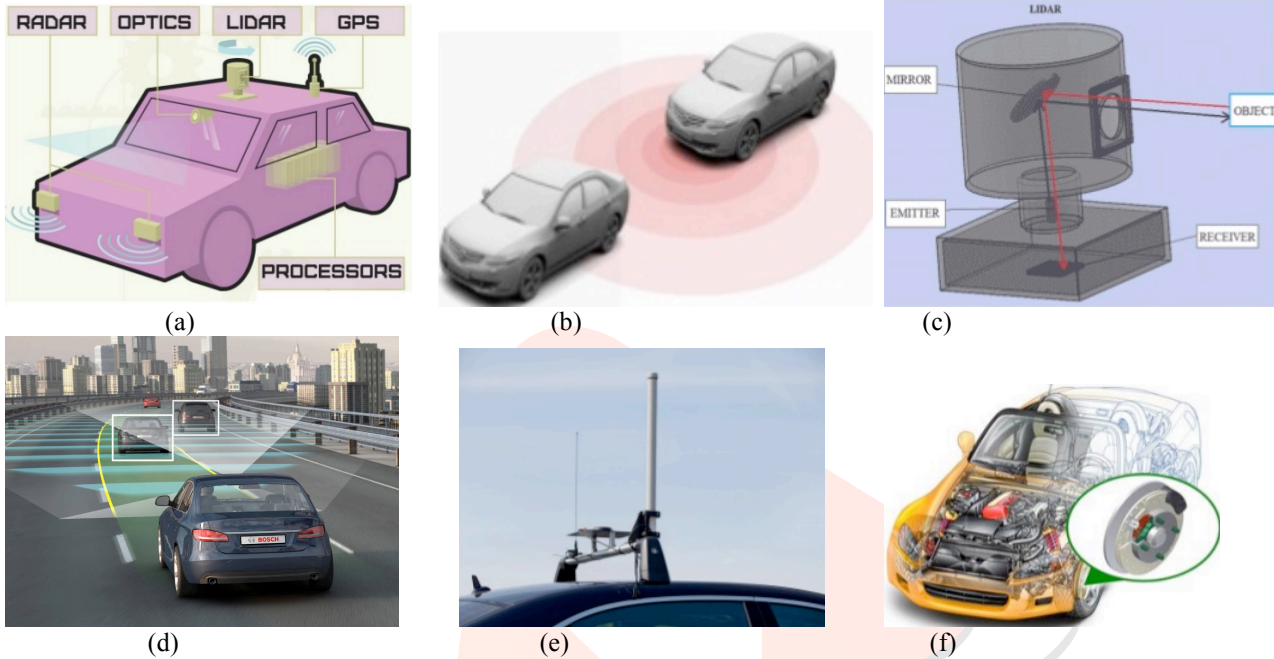 RADAR OPTICS LIDAR GPS
PROCESSORS
(a)
(b)
LIDAR
MIRROR
OBJECT
EMITTER
RECEIVER
(c)
BOSCH
(d)
(e)
(f)